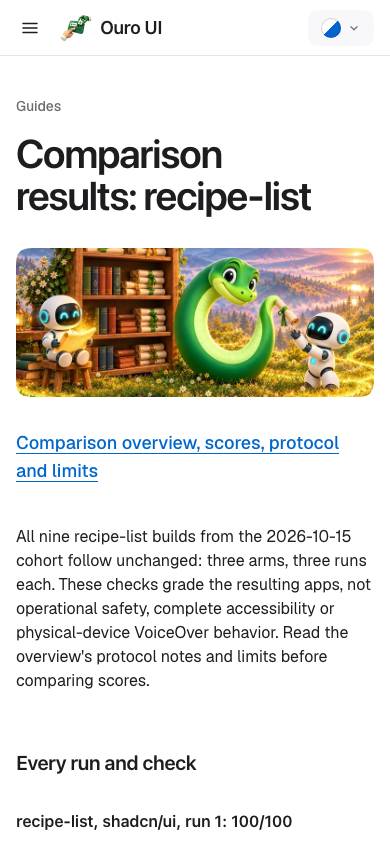 Ouro UI
Guides
Comparison
results: recipe-list
Comparison overview, scores, protocol
and limits
All nine recipe-list builds from the 2026-10-15
cohort follow unchanged: three arms, three runs
each. These checks grade the resulting apps, not
operational safety, complete accessibility or
physical-device VoiceOver behavior. Read the
overview's protocol notes and limits before
comparing scores.
Every run and check
recipe-list, shadcn/ui, run 1: 100/100